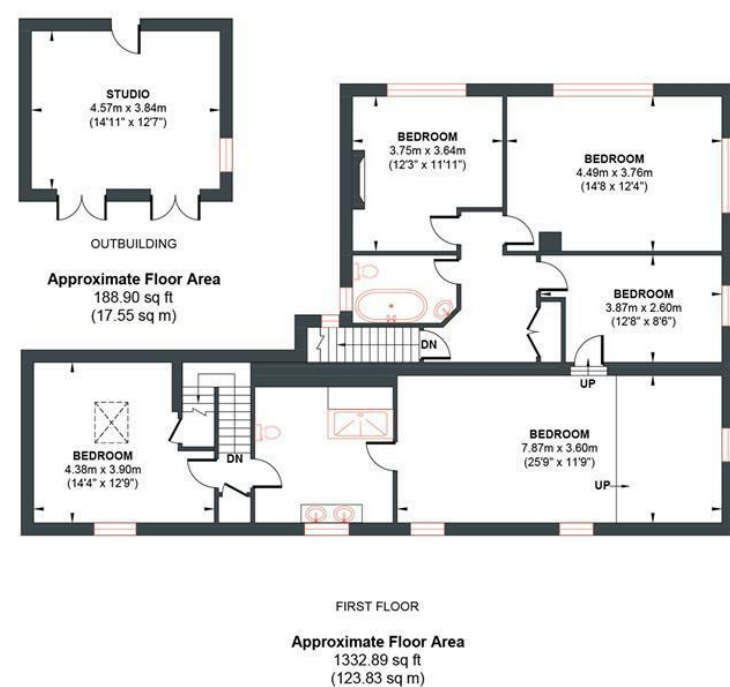 STUDIO
4.57m x 3.84m
(14'11" x 12'7")
OUTBUILDING
Approximate Floor Area
188.90 sq ft
(17.55 sq m)
BEDROOM
3.75m x 3.64m
(12'3" x 11'11")
BEDROOM
4.49m x 3.76m
(14'8 x 12'4")
BEDROOM
3.87m x 2.60m
(12'8" x 8'6")
DN
UP
BEDROOM
4.38m x 3.90m
(14'4" x 12'9")
DN
BEDROOM
7.87m x 3.60m
(25'9" x 11'9")
UP
FIRST FLOOR
Approximate Floor Area
1332.89 sq ft
(123.83 sq m)